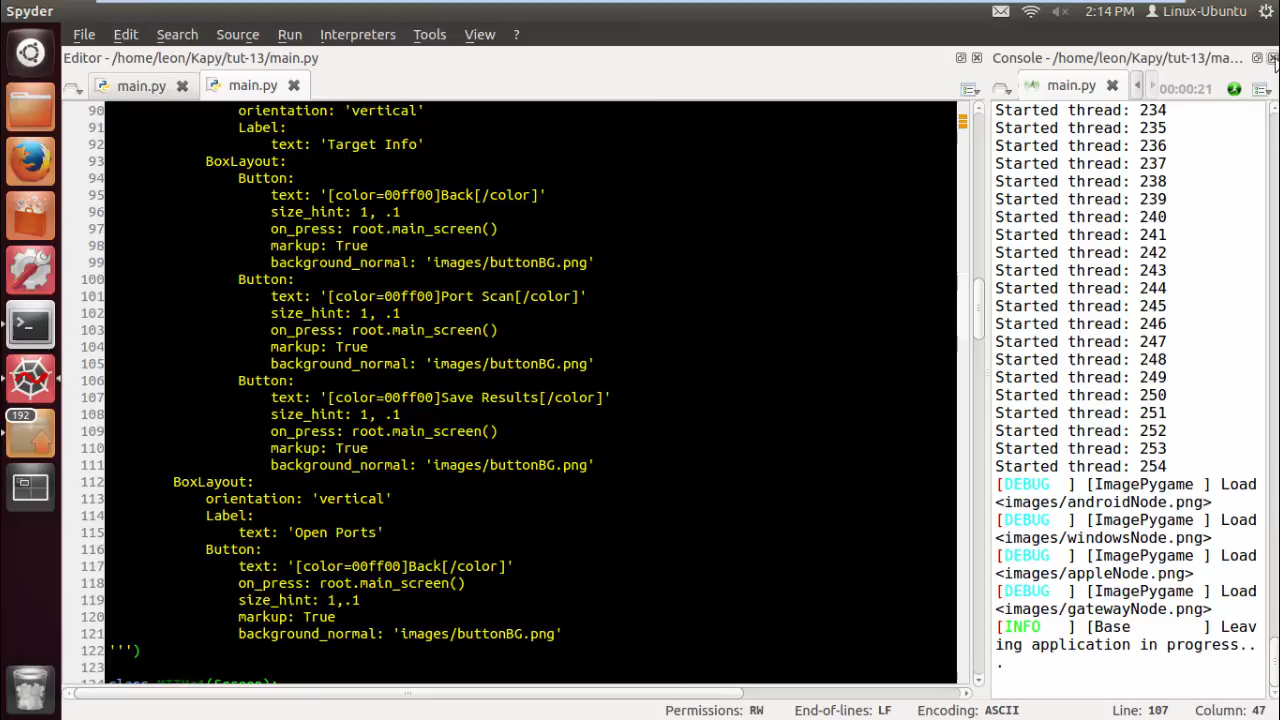 Spyder
2:14 PM
Linux-Ubuntu
File Edit Search Source Run Interpreters Tools View ?
Editor - /home/leon/Kapy/tut-13/main.py
main.py
main.py
90 orientation: 'vertical'
91 Label:
92 text: 'Target Info'
93 BoxLayout:
94 Button:
95 text: '[color=00ff00]Back[/color]'
96 size_hint: 1, .1
97 on_press: root.main_screen()
98 markup: True
99 background_normal: 'images/buttonBG.png'
100 Button:
101 text: '[color=00ff00]Port Scan[/color]'
102 size_hint: 1, .1
103 on_press: root.main_screen()
104 markup: True
105 background_normal: 'images/buttonBG.png'
106 Button:
107 text: '[color=00ff00]Save Results[/color]'
108 size_hint: 1, .1
109 on_press: root.main_screen()
110 markup: True
111 background_normal: 'images/buttonBG.png'
112 BoxLayout:
113 orientation: 'vertical'
114 Label:
115 text: 'Open Ports'
116 Button:
117 text: '[color=00ff00]Back[/color]'
118 on_press: root.main_screen()
119 size_hint: 1,.1
120 markup: True
121 background_normal: 'images/buttonBG.png'
122 ''')
123
Console - /home/leon/Kapy/tut-13/ma...
main.py
00:00:21
Started thread: 234
Started thread: 235
Started thread: 236
Started thread: 237
Started thread: 238
Started thread: 239
Started thread: 240
Started thread: 241
Started thread: 242
Started thread: 243
Started thread: 244
Started thread: 245
Started thread: 246
Started thread: 247
Started thread: 248
Started thread: 249
Started thread: 250
Started thread: 251
Started thread: 252
Started thread: 253
Started thread: 254
[DEBUG ] [ImagePygame ] Load
<images/androidNode.png>
[DEBUG ] [ImagePygame ] Load
<images/windowsNode.png>
[DEBUG ] [ImagePygame ] Load
<images/appleNode.png>
[DEBUG ] [ImagePygame ] Load
<images/gatewayNode.png>
[INFO ] [Base ] Leav
ing application in progress..
.
192
Permissions: RW End-of-lines: LF Encoding: ASCII Line: 107 Column: 47